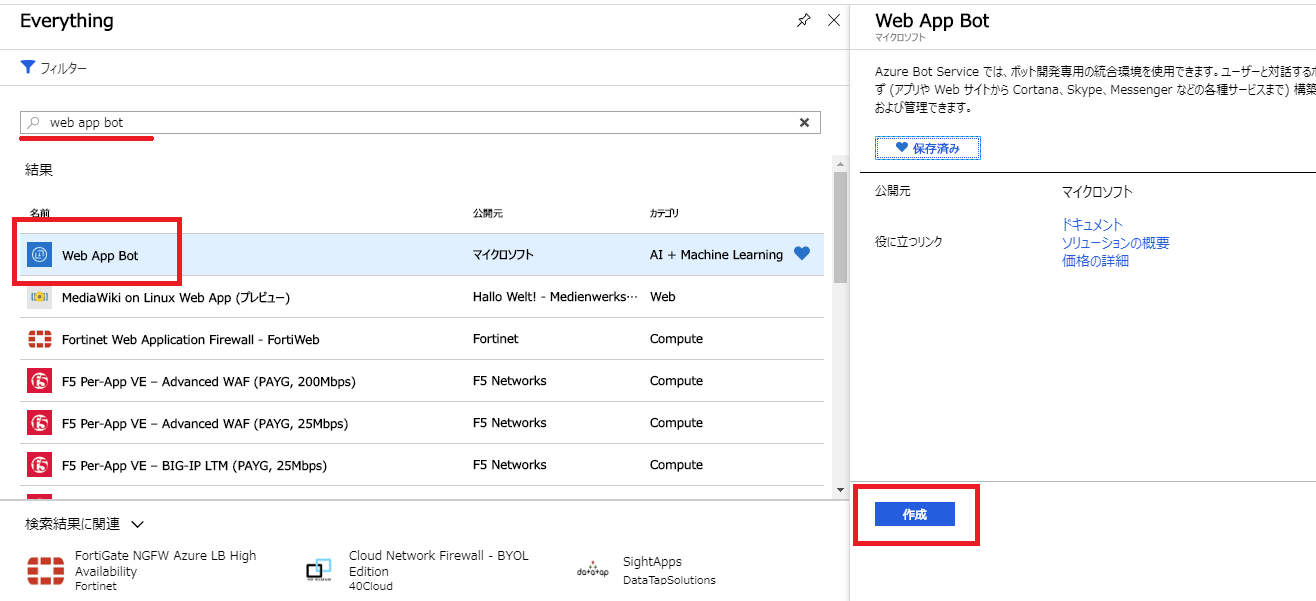 Everything
フィルター
web app bot
結果
名前 公開元 カテゴリ
Web App Bot マイクロソフト AI + Machine Learning
MediaWiki on Linux Web App (プレビュー) Hallo Welt! - Medienwerks··· Web
Fortinet Web Application Firewall - FortiWeb Fortinet Compute
F5 Per-App VE – Advanced WAF (PAYG, 200Mbps) F5 Networks Compute
F5 Per-App VE – Advanced WAF (PAYG, 25Mbps) F5 Networks Compute
F5 Per-App VE – BIG-IP LTM (PAYG, 25Mbps) F5 Networks Compute
検索結果に関連
FortiGate NGFW Azure LB High
Availability
Fortinet
Cloud Network Firewall - BYOL
Edition
40Cloud
datatap
SightApps
DataTapSolutions
Web App Bot
マイクロソフト
Azure Bot Service では、ボット開発専用の統合環境を使用できます。ユーザーと対話する
ず (アプリや Web サイトから Cortana、Skype、Messenger などの各種サービスまで) 構築
および管理できます。
保存済み
公開元 マイクロソフト
役に立つリンク
ドキュメント
ソリューションの概要
価格の詳細
作成